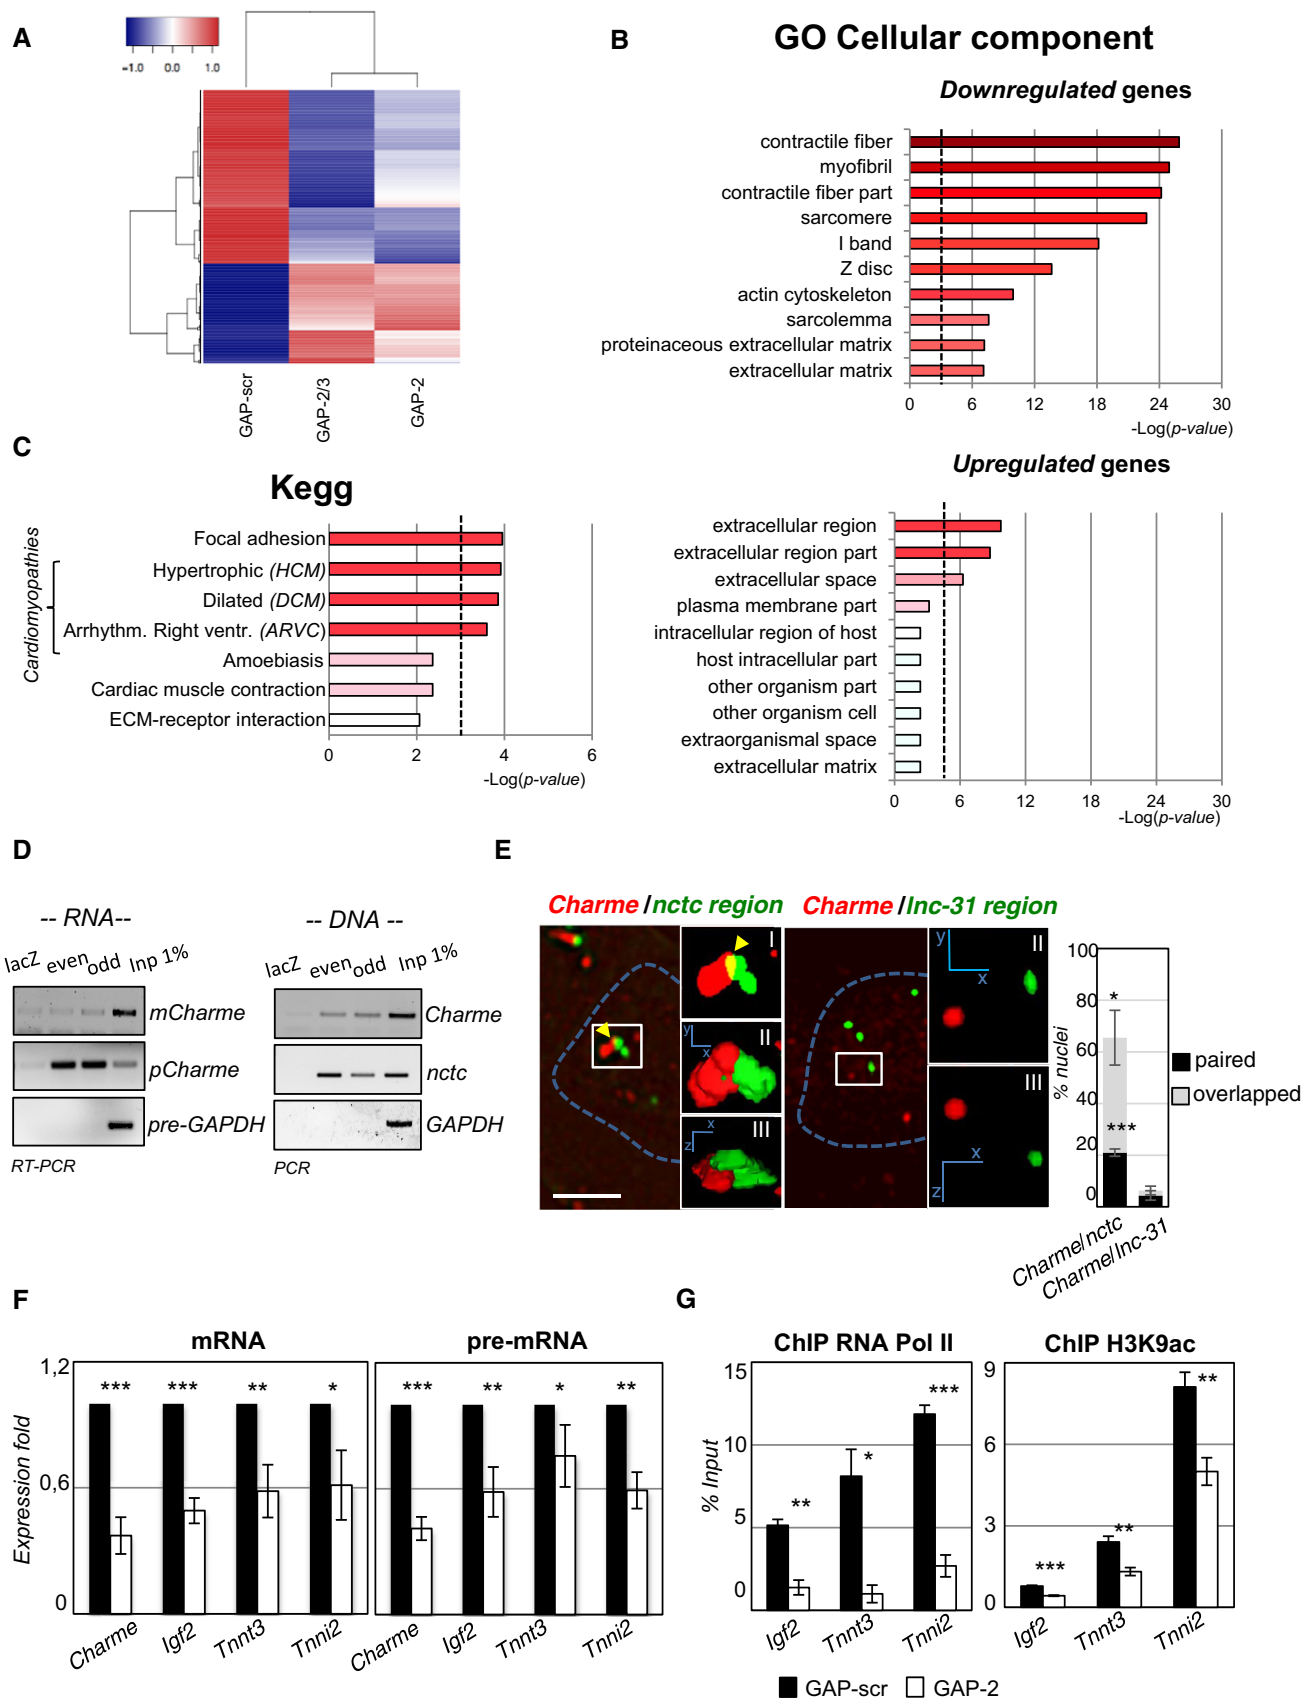 A
-1.0 0.0 1.0
GAP-scr
GAP-2/3
GAP-2
B
GO Cellular component
Downregulated genes
contractile fiber
myofibril
contractile fiber part
sarcomere
I band
Z disc
actin cytoskeleton
sarcolemma
proteinaceous extracellular matrix
extracellular matrix
0 6 12 18 24 30
-Log(p-value)
Upregulated genes
extracellular region
extracellular region part
extracellular space
plasma membrane part
intracellular region of host
host intracellular part
other organism part
other organism cell
extraorganismal space
extracellular matrix
0 6 12 18 24 30
-Log(p-value)
C
Kegg
Cardiomyopathies
Focal adhesion
Hypertrophic (HCM)
Dilated (DCM)
Arrhythm. Right ventr. (ARVC)
Amoebiasis
Cardiac muscle contraction
ECM-receptor interaction
0 2 4 6
-Log(p-value)
D
-- RNA--
lacZ even odd Inp 1%
mCharme
pCharme
pre-GAPDH
RT-PCR
-- DNA --
lacZ even odd Inp 1%
Charme
nctc
GAPDH
PCR
E
Charme/nctc region
I
II
y
x
III
x
z
Charme/lnc-31 region
II
y
x
III
x
z
% nuclei
100
80
60
40
20
0
*
***
paired
overlapped
Charme/nctc
Charme/lnc-31
F
mRNA
Expression fold
1,2
0,6
0
*** *** ** *
Charme Igf2 Tnnt3 Tnni2
pre-mRNA
*** ** * **
Charme Igf2 Tnnt3 Tnni2
G
ChIP RNA Pol II
% Input
15
10
5
0
** * ***
Igf2 Tnnt3 Tnni2
ChIP H3K9ac
9
6
3
0
*** ** **
Igf2 Tnnt3 Tnni2
GAP-scr GAP-2